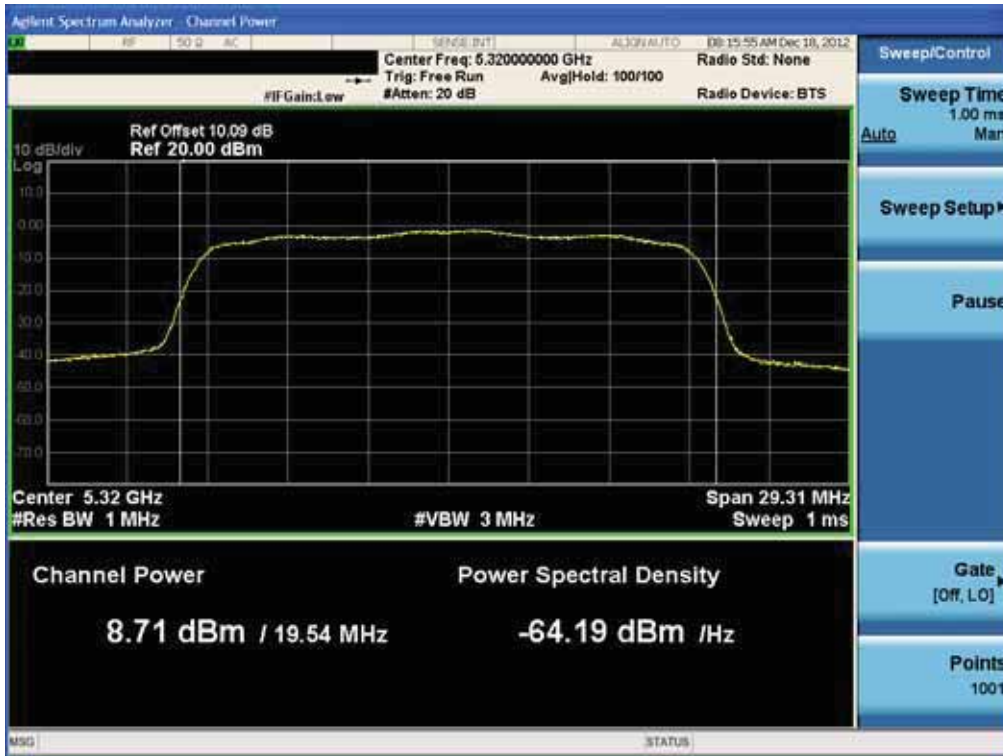 Agilent Spectrum Analyzer - Channel Power
RF 50 Ω AC SENSE:INT ALIGNAUTO 08:15:55 AM Dec 18, 2012
Center Freq: 5.320000000 GHz Radio Std: None
Trig: Free Run Avg|Hold: 100/100
#IFGain:Low #Atten: 20 dB Radio Device: BTS
Ref Offset 10.09 dB
10 dB/div Ref 20.00 dBm
Log
10.0
0.00
-10.0
-20.0
-30.0
-40.0
-50.0
-60.0
-70.0
Center 5.32 GHz Span 29.31 MHz
#Res BW 1 MHz #VBW 3 MHz Sweep 1 ms
Channel Power Power Spectral Density
8.71 dBm / 19.54 MHz -64.19 dBm /Hz
MSG STATUS
Sweep/Control
Sweep Time
1.00 ms
Auto Man
Sweep Setup
Pause
Gate
[Off, LO]
Points
1001